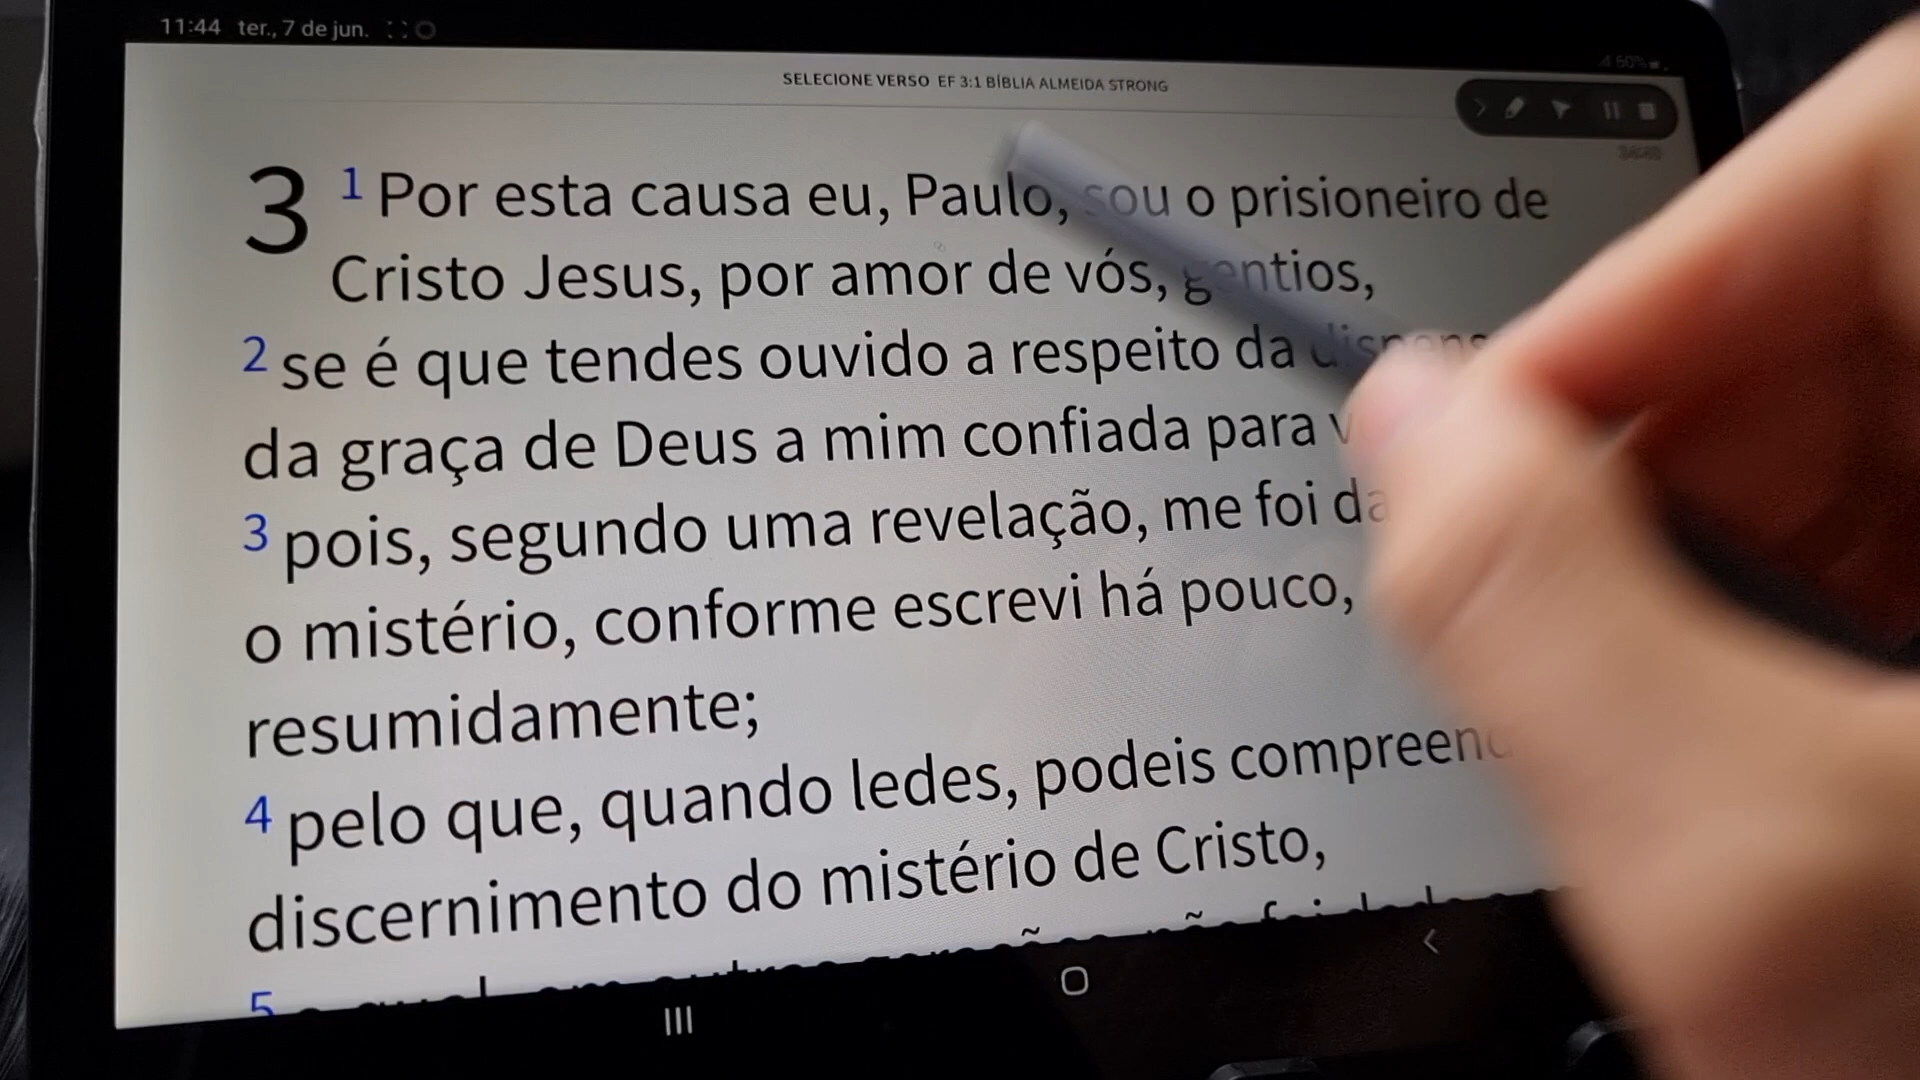 11:44 ter., 7 de jun.
60%
SELECIONE VERSO EF 3:1 BÍBLIA ALMEIDA STRONG
3 1 Por esta causa eu, Paulo, sou o prisioneiro de
Cristo Jesus, por amor de vós, gentios,
2 se é que tendes ouvido a respeito da
da graça de Deus a mim confiada para
3 pois, segundo uma revelação, me foi
o mistério, conforme escrevi há pouco,
resumidamente;
4 pelo que, quando ledes, podeis
discernimento do mistério de Cristo,
5